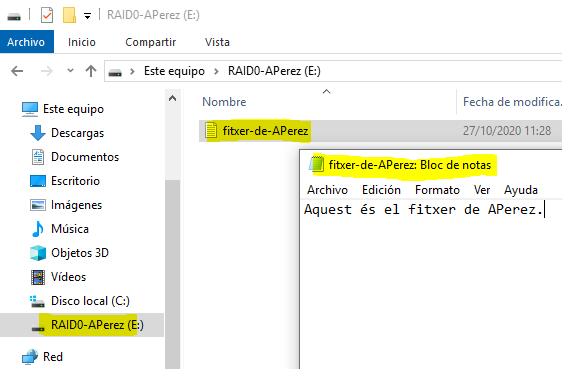 RAID0-APerez (E:)
Archivo Inicio Compartir Vista
Este equipo > RAID0-APerez (E:)
Este equipo
Descargas
Documentos
Escritorio
Imágenes
Música
Objetos 3D
Vídeos
Disco local (C:)
RAID0-APerez (E:)
Red
Nombre Fecha de modifica.
fitxer-de-APerez 27/10/2020 11:28
fitxer-de-APerez: Bloc de notas
Archivo Edición Formato Ver Ayuda
Aquest és el fitxer de APerez.